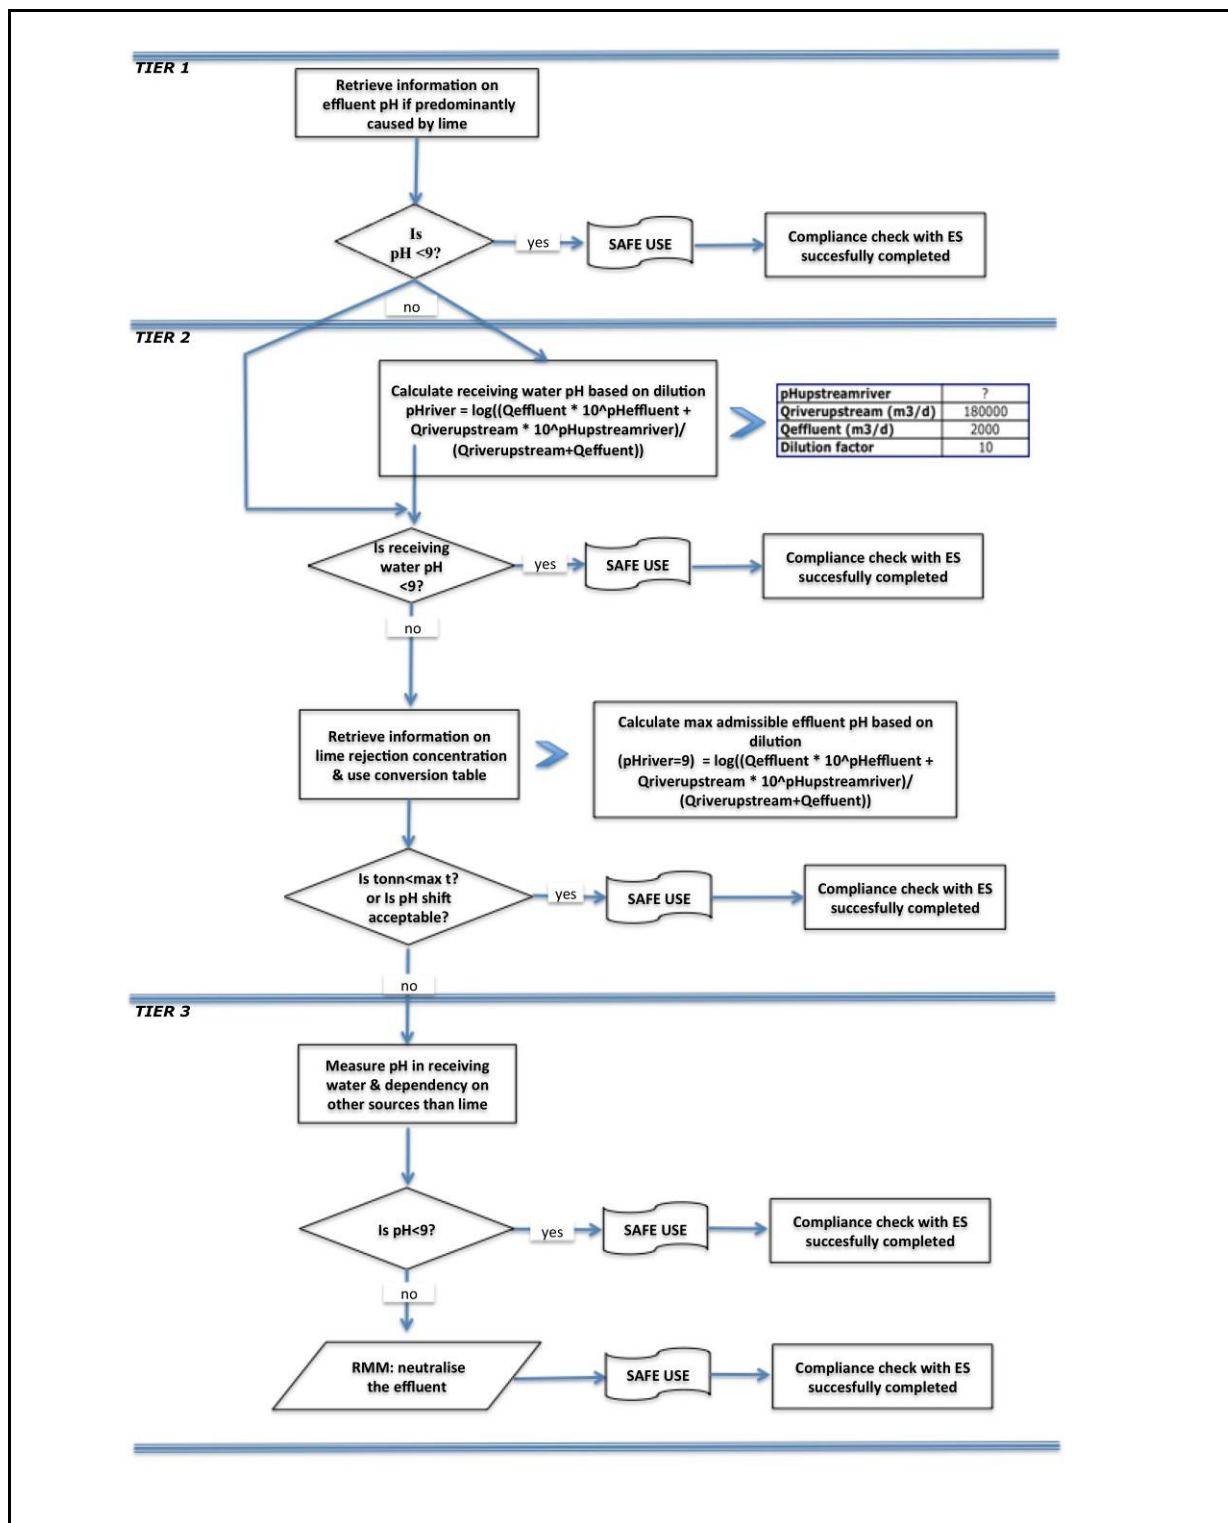 TIER 1
Retrieve information on
effluent pH if predominantly
caused by lime
Is
pH <9?
yes
SAFE USE
Compliance check with ES
succesfully completed
no
TIER 2
Calculate receiving water pH based on dilution
pHriver = log((Qeffluent * 10^pHeffluent +
Qriverupstream * 10^pHupstreamriver)/
(Qriverupstream+Qeffuent))
pHupstreamriver ?
Qriverupstream (m3/d) 180000
Qeffluent (m3/d) 2000
Dilution factor 10
Is receiving
water pH
<9?
yes
SAFE USE
Compliance check with ES
succesfully completed
no
Retrieve information on
lime rejection concentration
& use conversion table
Calculate max admissible effluent pH based on
dilution
(pHriver=9) = log((Qeffluent * 10^pHeffluent +
Qriverupstream * 10^pHupstreamriver)/
(Qriverupstream+Qeffuent))
Is tonn<max t?
or Is pH shift
acceptable?
yes
SAFE USE
Compliance check with ES
succesfully completed
no
TIER 3
Measure pH in receiving
water & dependency on
other sources than lime
Is pH<9?
yes
SAFE USE
Compliance check with ES
succesfully completed
no
RMM: neutralise
the effluent
SAFE USE
Compliance check with ES
succesfully completed